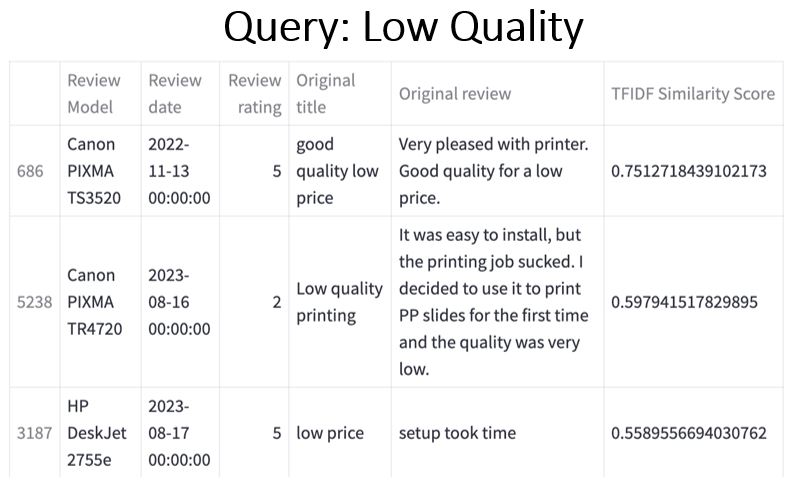 Query: Low Quality
Review Model Review date Review rating Original title Original review TFIDF Similarity Score
686 Canon PIXMA TS3520 2022-11-13 00:00:00 5 good quality low price Very pleased with printer. Good quality for a low price. 0.7512718439102173
5238 Canon PIXMA TR4720 2023-08-16 00:00:00 2 Low quality printing It was easy to install, but the printing job sucked. I decided to use it to print PP slides for the first time and the quality was very low. 0.597941517829895
3187 HP DeskJet 2755e 2023-08-17 00:00:00 5 low price setup took time 0.5589556694030762